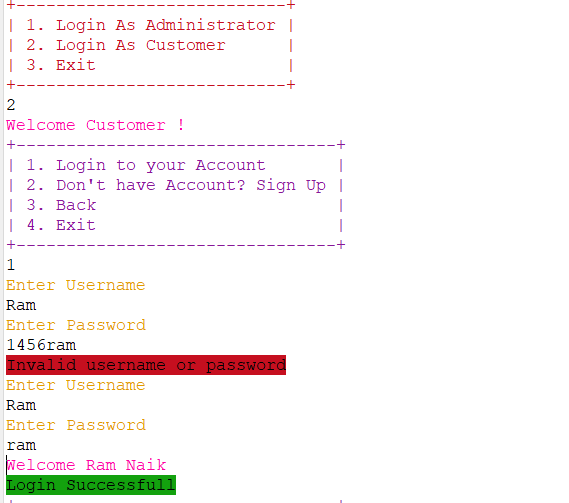 +---------------------------+
| 1. Login As Administrator |
| 2. Login As Customer      |
| 3. Exit                   |
+---------------------------+
2
Welcome Customer !
+--------------------------------+
| 1. Login to your Account       |
| 2. Don't have Account? Sign Up |
| 3. Back                        |
| 4. Exit                        |
+--------------------------------+
1
Enter Username
Ram
Enter Password
1456ram
Invalid username or password
Enter Username
Ram
Enter Password
ram
Welcome Ram Naik
Login Successfull